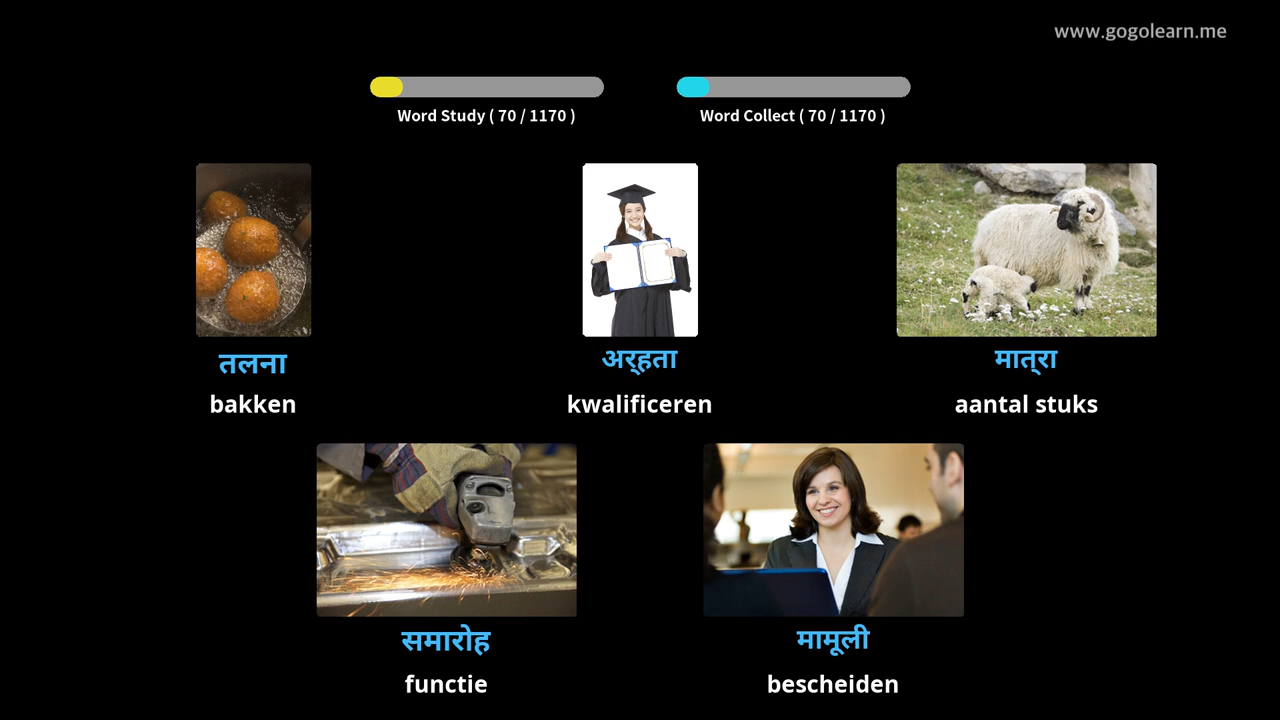 www.gogolearn.me
Word Study ( 70 / 1170 )
Word Collect ( 70 / 1170 )
तलना
अर्हता
मात्रा
bakken
kwalificeren
aantal stuks
समारोह
मामूली
functie
bescheiden